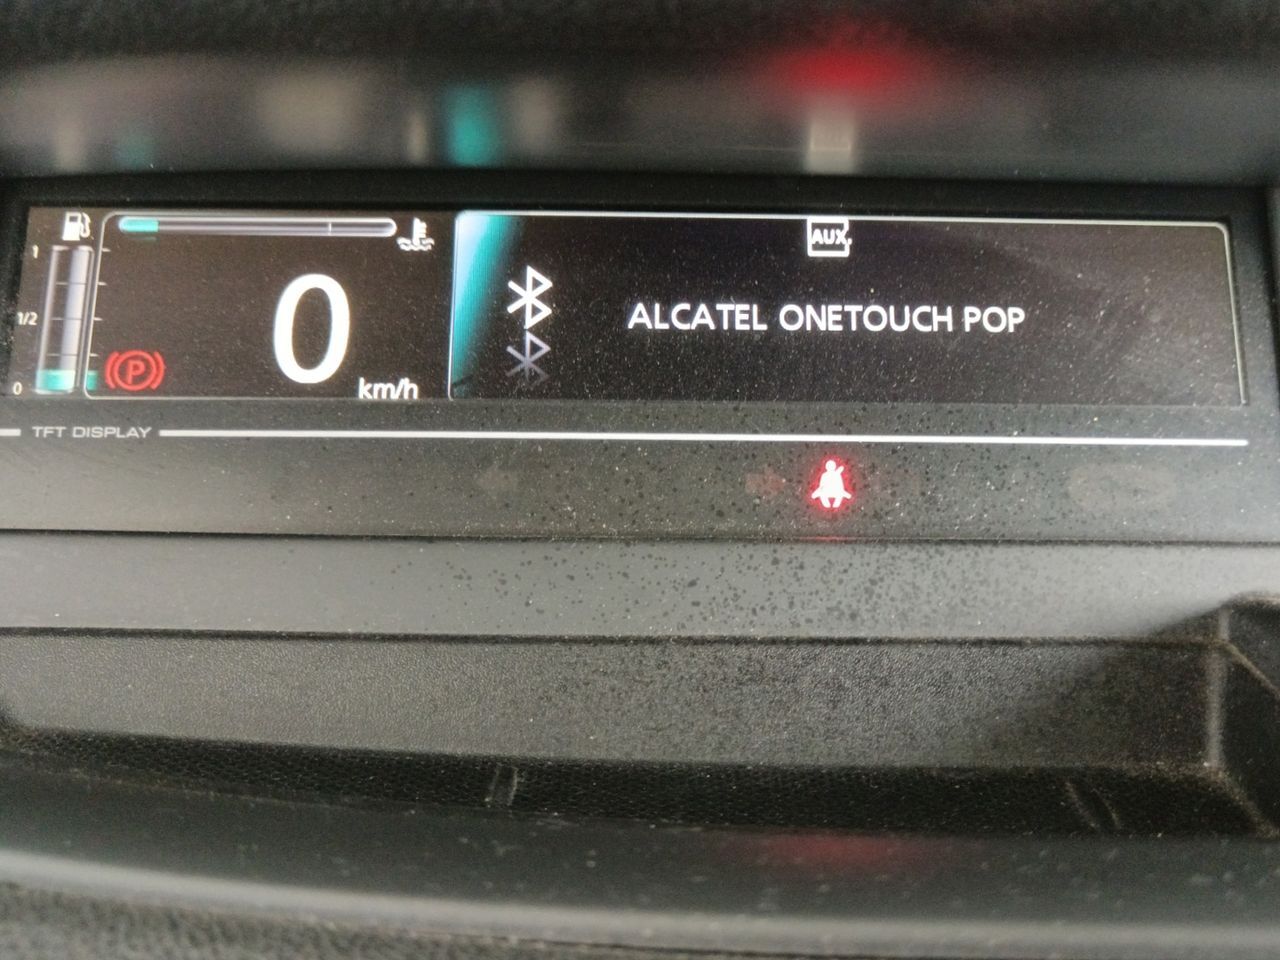 AUX
1
1/2
0
P
0
km/h
ALCATEL ONETOUCH POP
TFT DISPLAY